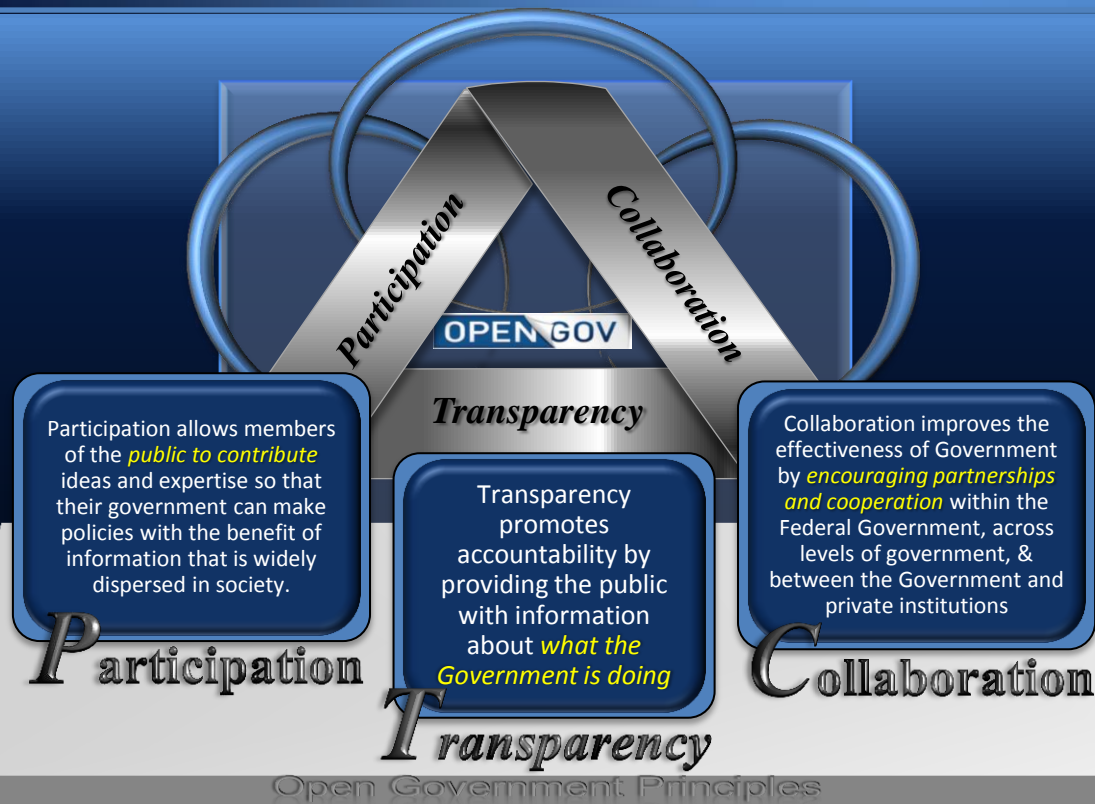 Participation
Collaboration
OPEN GOV
Transparency
Participation allows members
of the public to contribute
ideas and expertise so that
their government can make
policies with the benefit of
information that is widely
dispersed in society.
Participation
Transparency
promotes
accountability by
providing the public
with information
about what the
Government is doing
Transparency
Collaboration improves the
effectiveness of Government
by encouraging partnerships
and cooperation within the
Federal Government, across
levels of government, &
between the Government and
private institutions
Collaboration
Open Government Principles